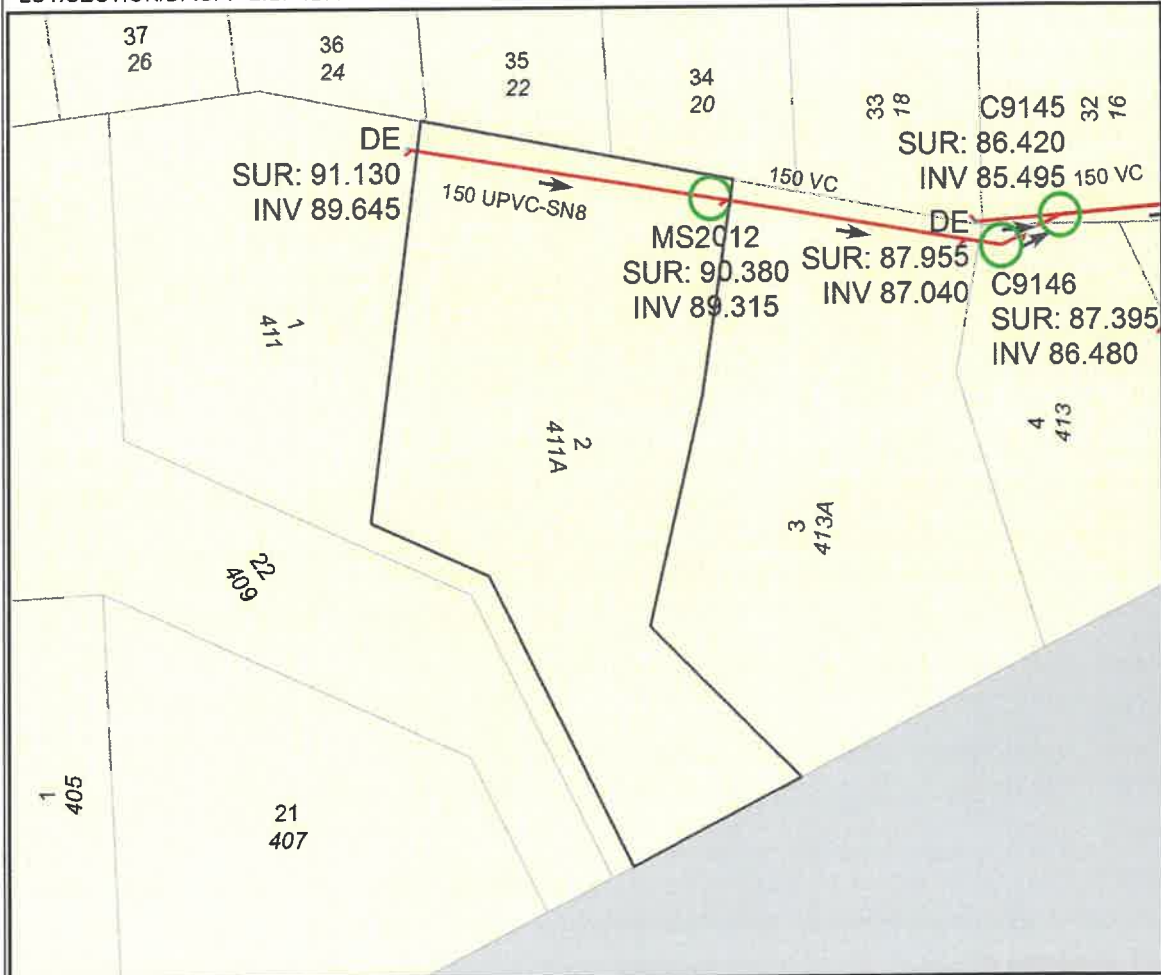 37
26
36
24
35
22
34
20
33
18
32
16
C9145
SUR: 86.420
INV 85.495
150 VC
DE
SUR: 91.130
INV 89.645
150 UPVC-SN8
150 VC
MS2012
SUR: 90.380
INV 89.315
DE
SUR: 87.955
INV 87.040
C9146
SUR: 87.395
INV 86.480
1
411
2
411A
3
413A
4
413
22
409
1
405
21
407